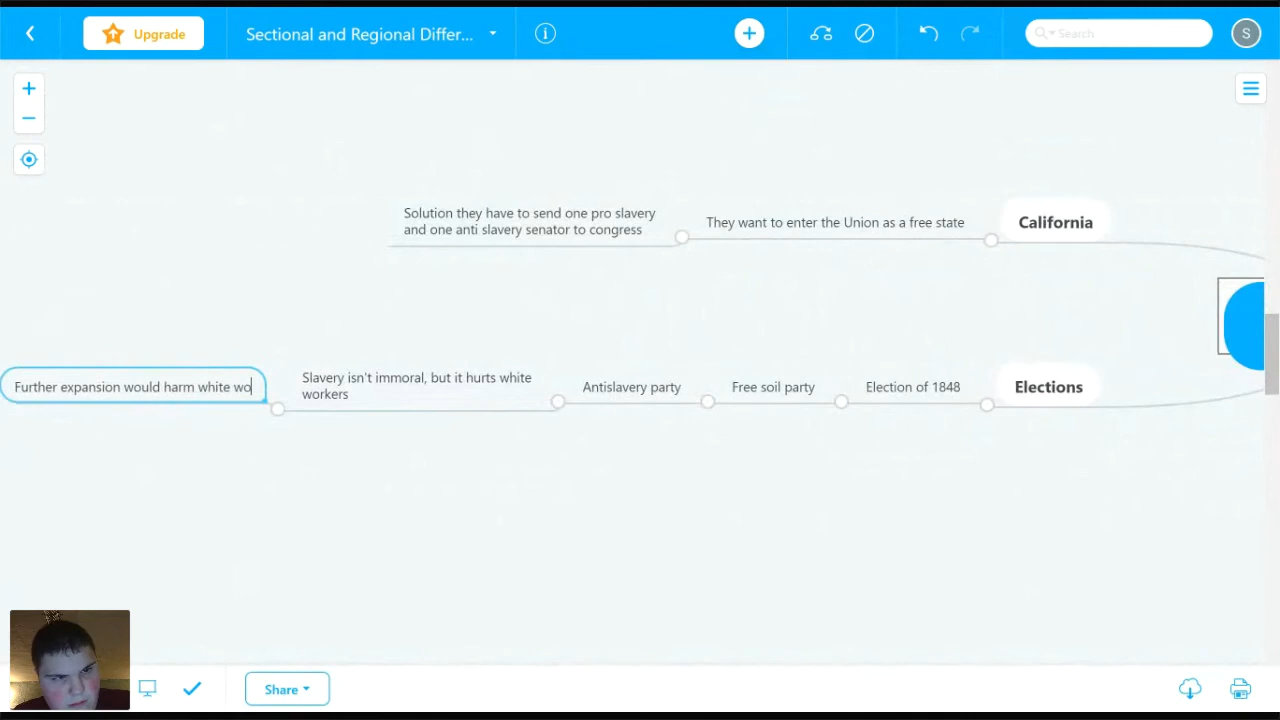 Upgrade
Sectional and Regional Differ...
Search
S
Solution they have to send one pro slavery
and one anti slavery senator to congress
They want to enter the Union as a free state
California
Further expansion would harm white wo
Slavery isn't immoral, but it hurts white
workers
Antislavery party
Free soil party
Election of 1848
Elections
Share